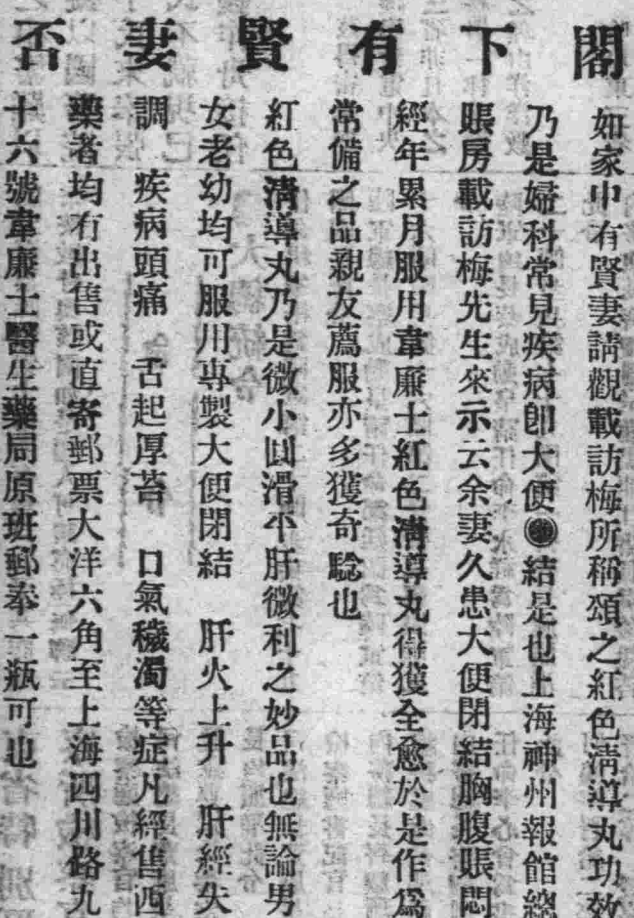 閣下有賢妻否
如家中有賢妻請觀載訪梅所稱頌之紅色淸導丸功效
乃是婦科常見疾病卽大便結是也上海神州報館總
賬房載訪梅先生來示云余妻久患大便閉結胸腹賬悶
經年累月服用韋廉士紅色淸導丸得獲全愈於是作爲
常備之品親友薦服亦多獲奇騐也
紅色淸導丸乃是微小圓滑平肝微利之妙品也無論男
女老幼均可服用專製大便閉結 肝火上升 肝經失
調 疾病頭痛 舌起厚苔 口氣穢濁等症凡經售西
藥者均有出售或直寄郵票大洋六角至上海四川路九
十六號韋廉士醫生藥局原班郵奉一瓶可也